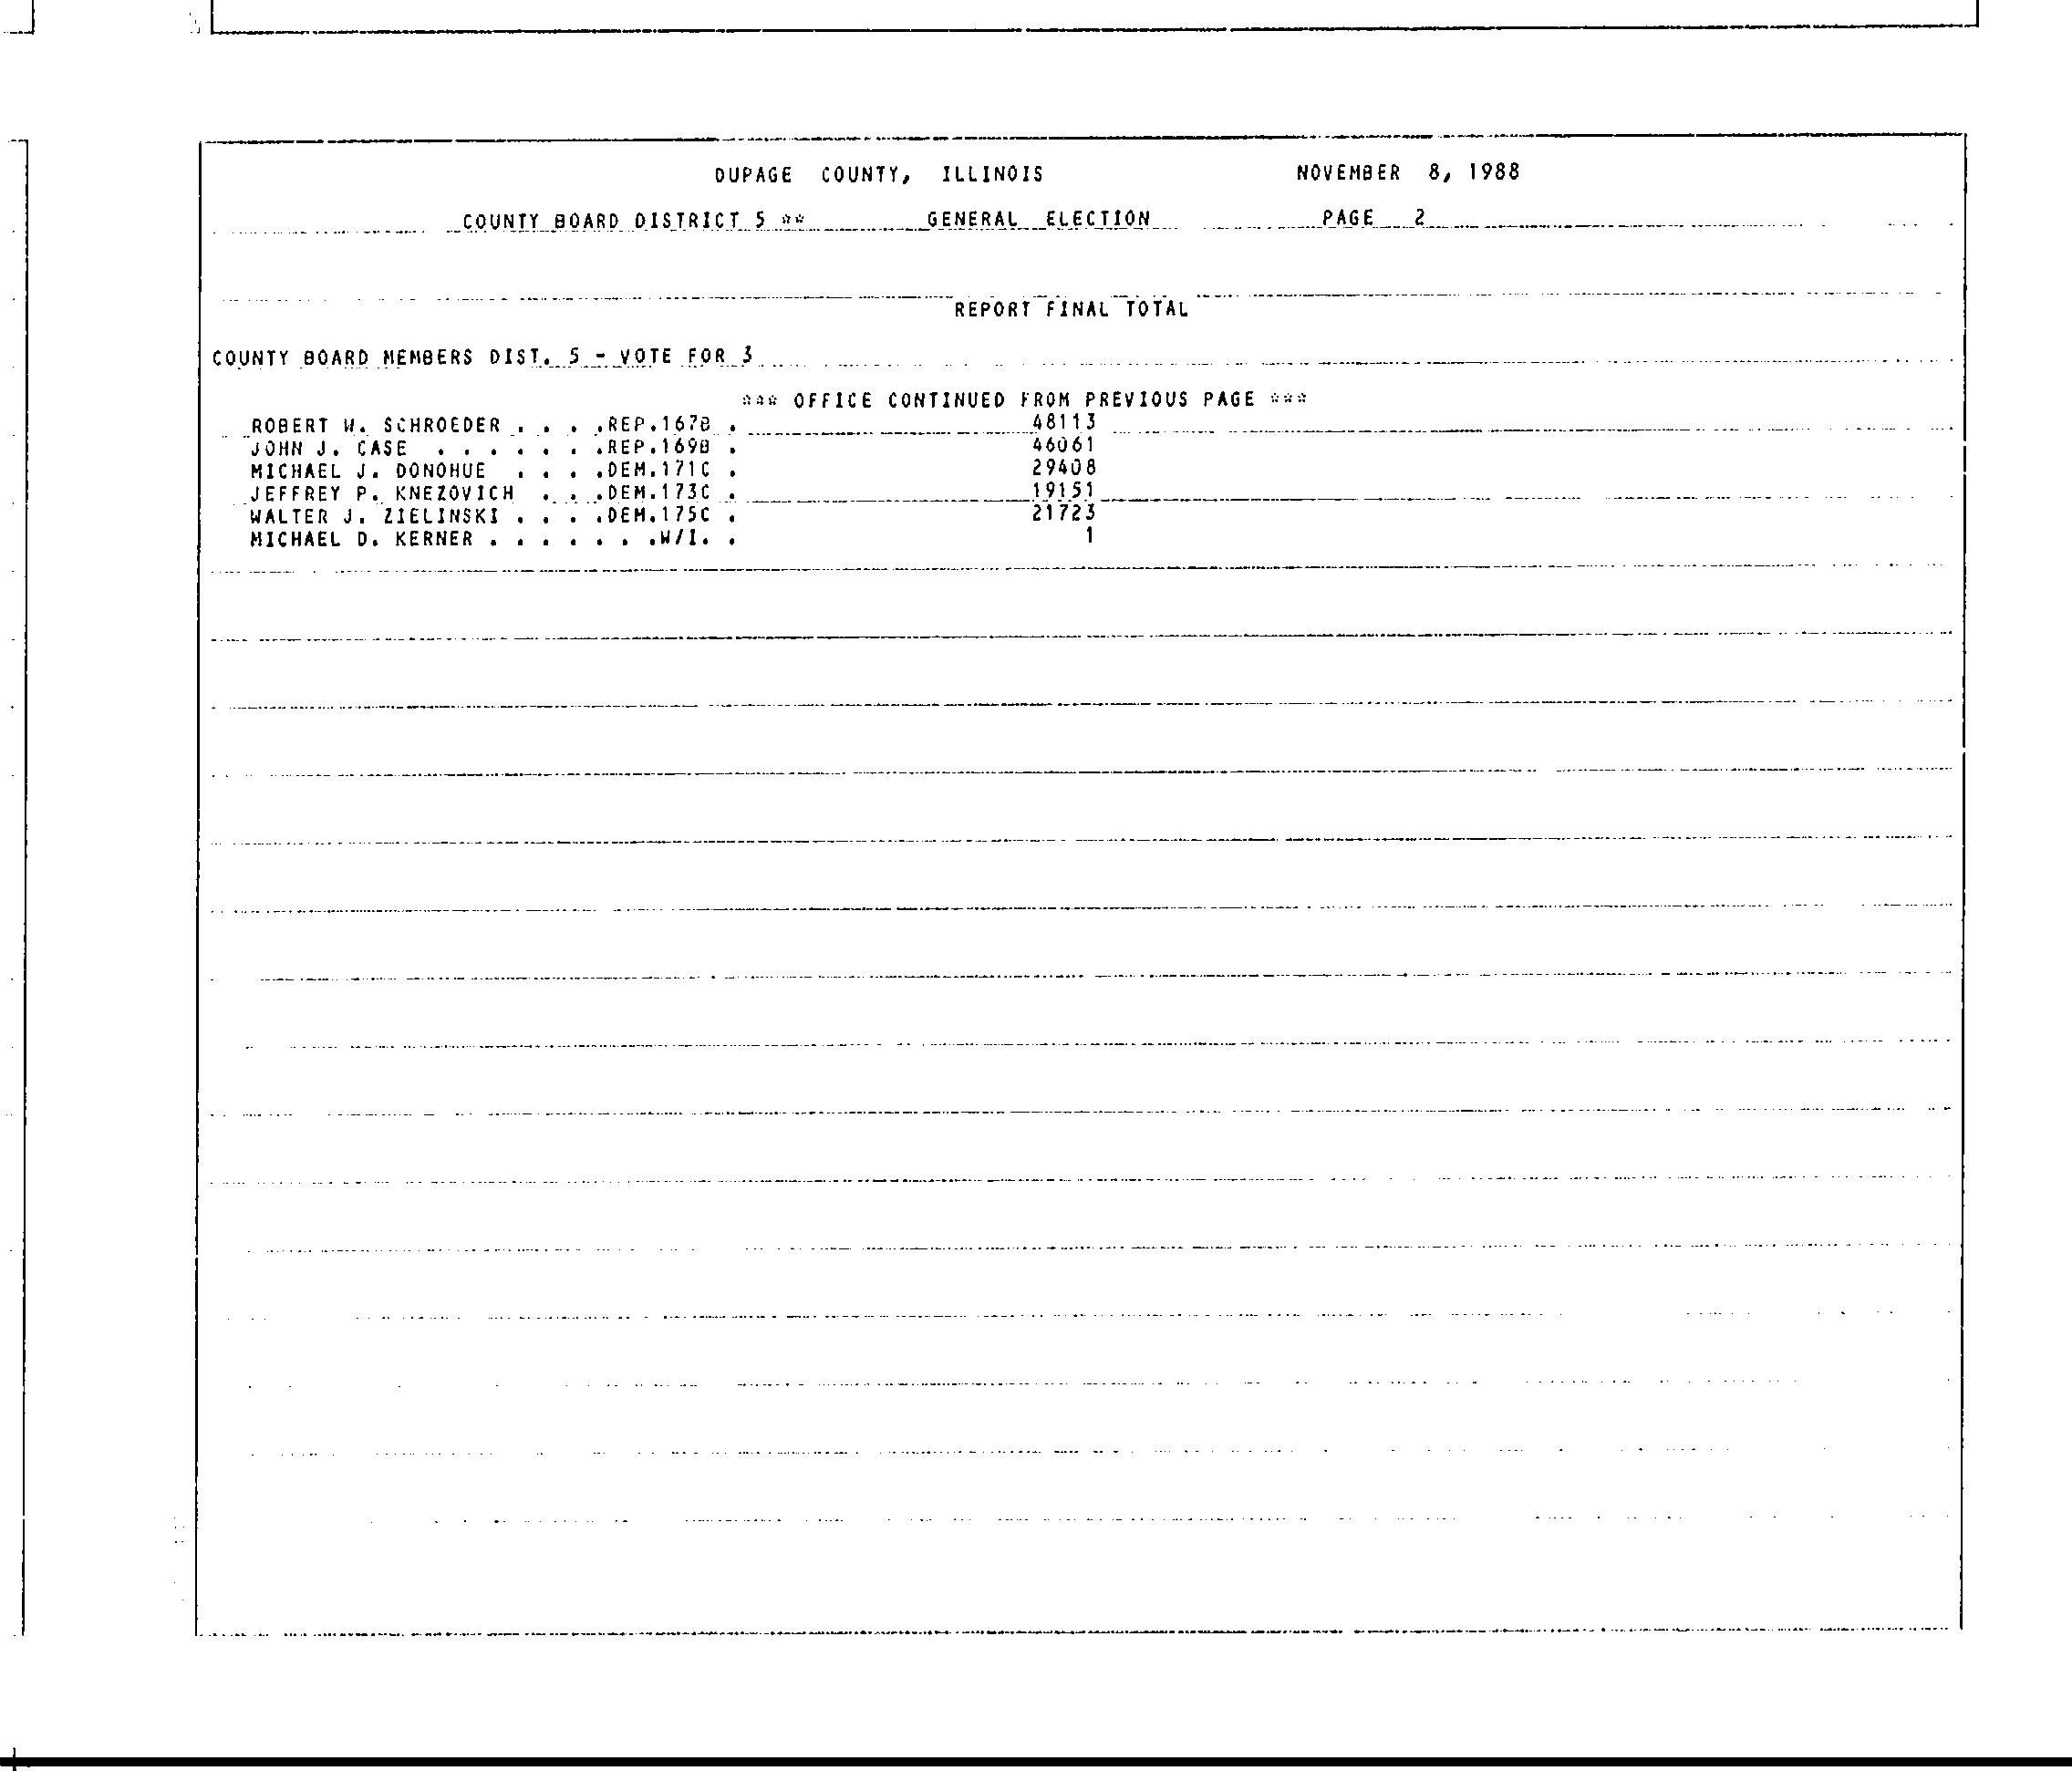 DUPAGE COUNTY, ILLINOIS NOVEMBER 8, 1988
COUNTY BOARD DISTRICT 5 ** GENERAL ELECTION PAGE 2
REPORT FINAL TOTAL
COUNTY BOARD MEMBERS DIST. 5 - VOTE FOR 3
*** OFFICE CONTINUED FROM PREVIOUS PAGE ***
ROBERT W. SCHROEDER . . . .REP.167B . 48113
JOHN J. CASE . . . . . . .REP.169B . 46061
MICHAEL J. DONOHUE . . . .DEM.171C . 29408
JEFFREY P. KNEZOVICH . . .DEM.173C . 19151
WALTER J. ZIELINSKI . . . .DEM.175C . 21723
MICHAEL D. KERNER . . . . . . .W/I. . 1